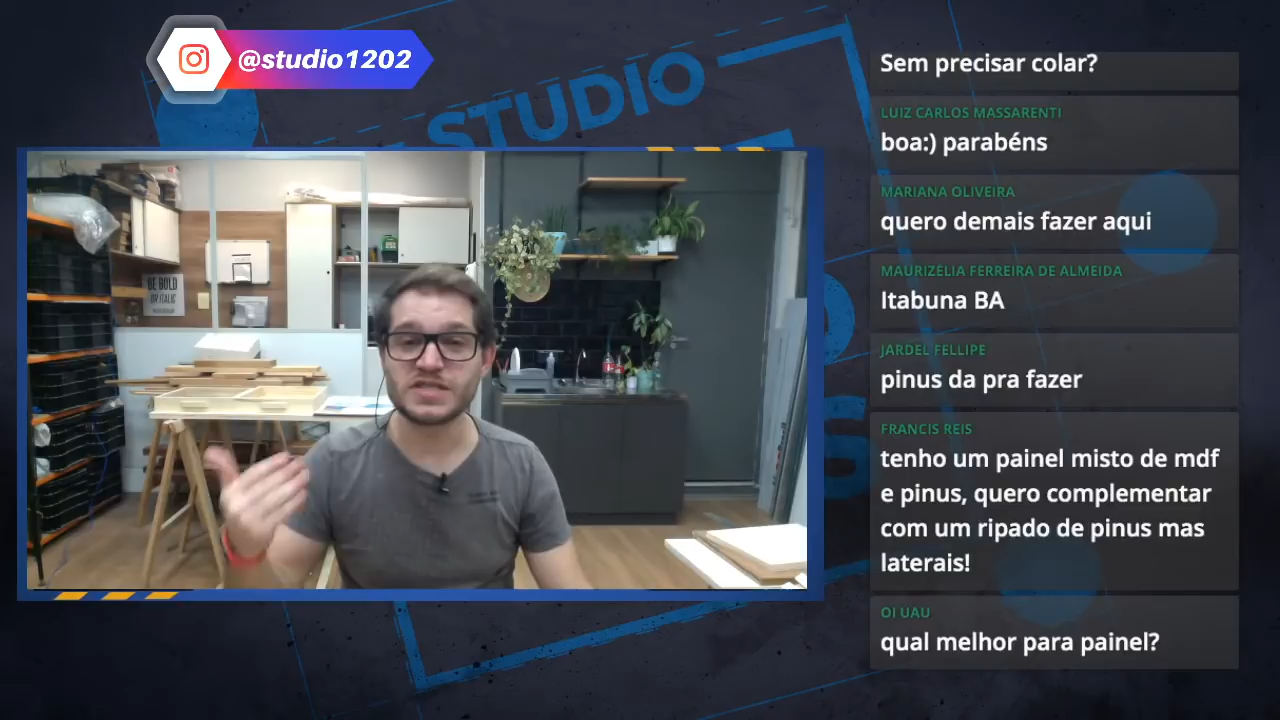 @studio1202
STUDIO
BE BOLD
OR ITALIC
Sem precisar colar?
LUIZ CARLOS MASSARENTI
boa:) parabéns
MARIANA OLIVEIRA
quero demais fazer aqui
MAURIZÉLIA FERREIRA DE ALMEIDA
Itabuna BA
JARDEL FELLIPE
pinus da pra fazer
FRANCIS REIS
tenho um painel misto de mdf
e pinus, quero complementar
com um ripado de pinus mas
laterais!
OI UAU
qual melhor para painel?